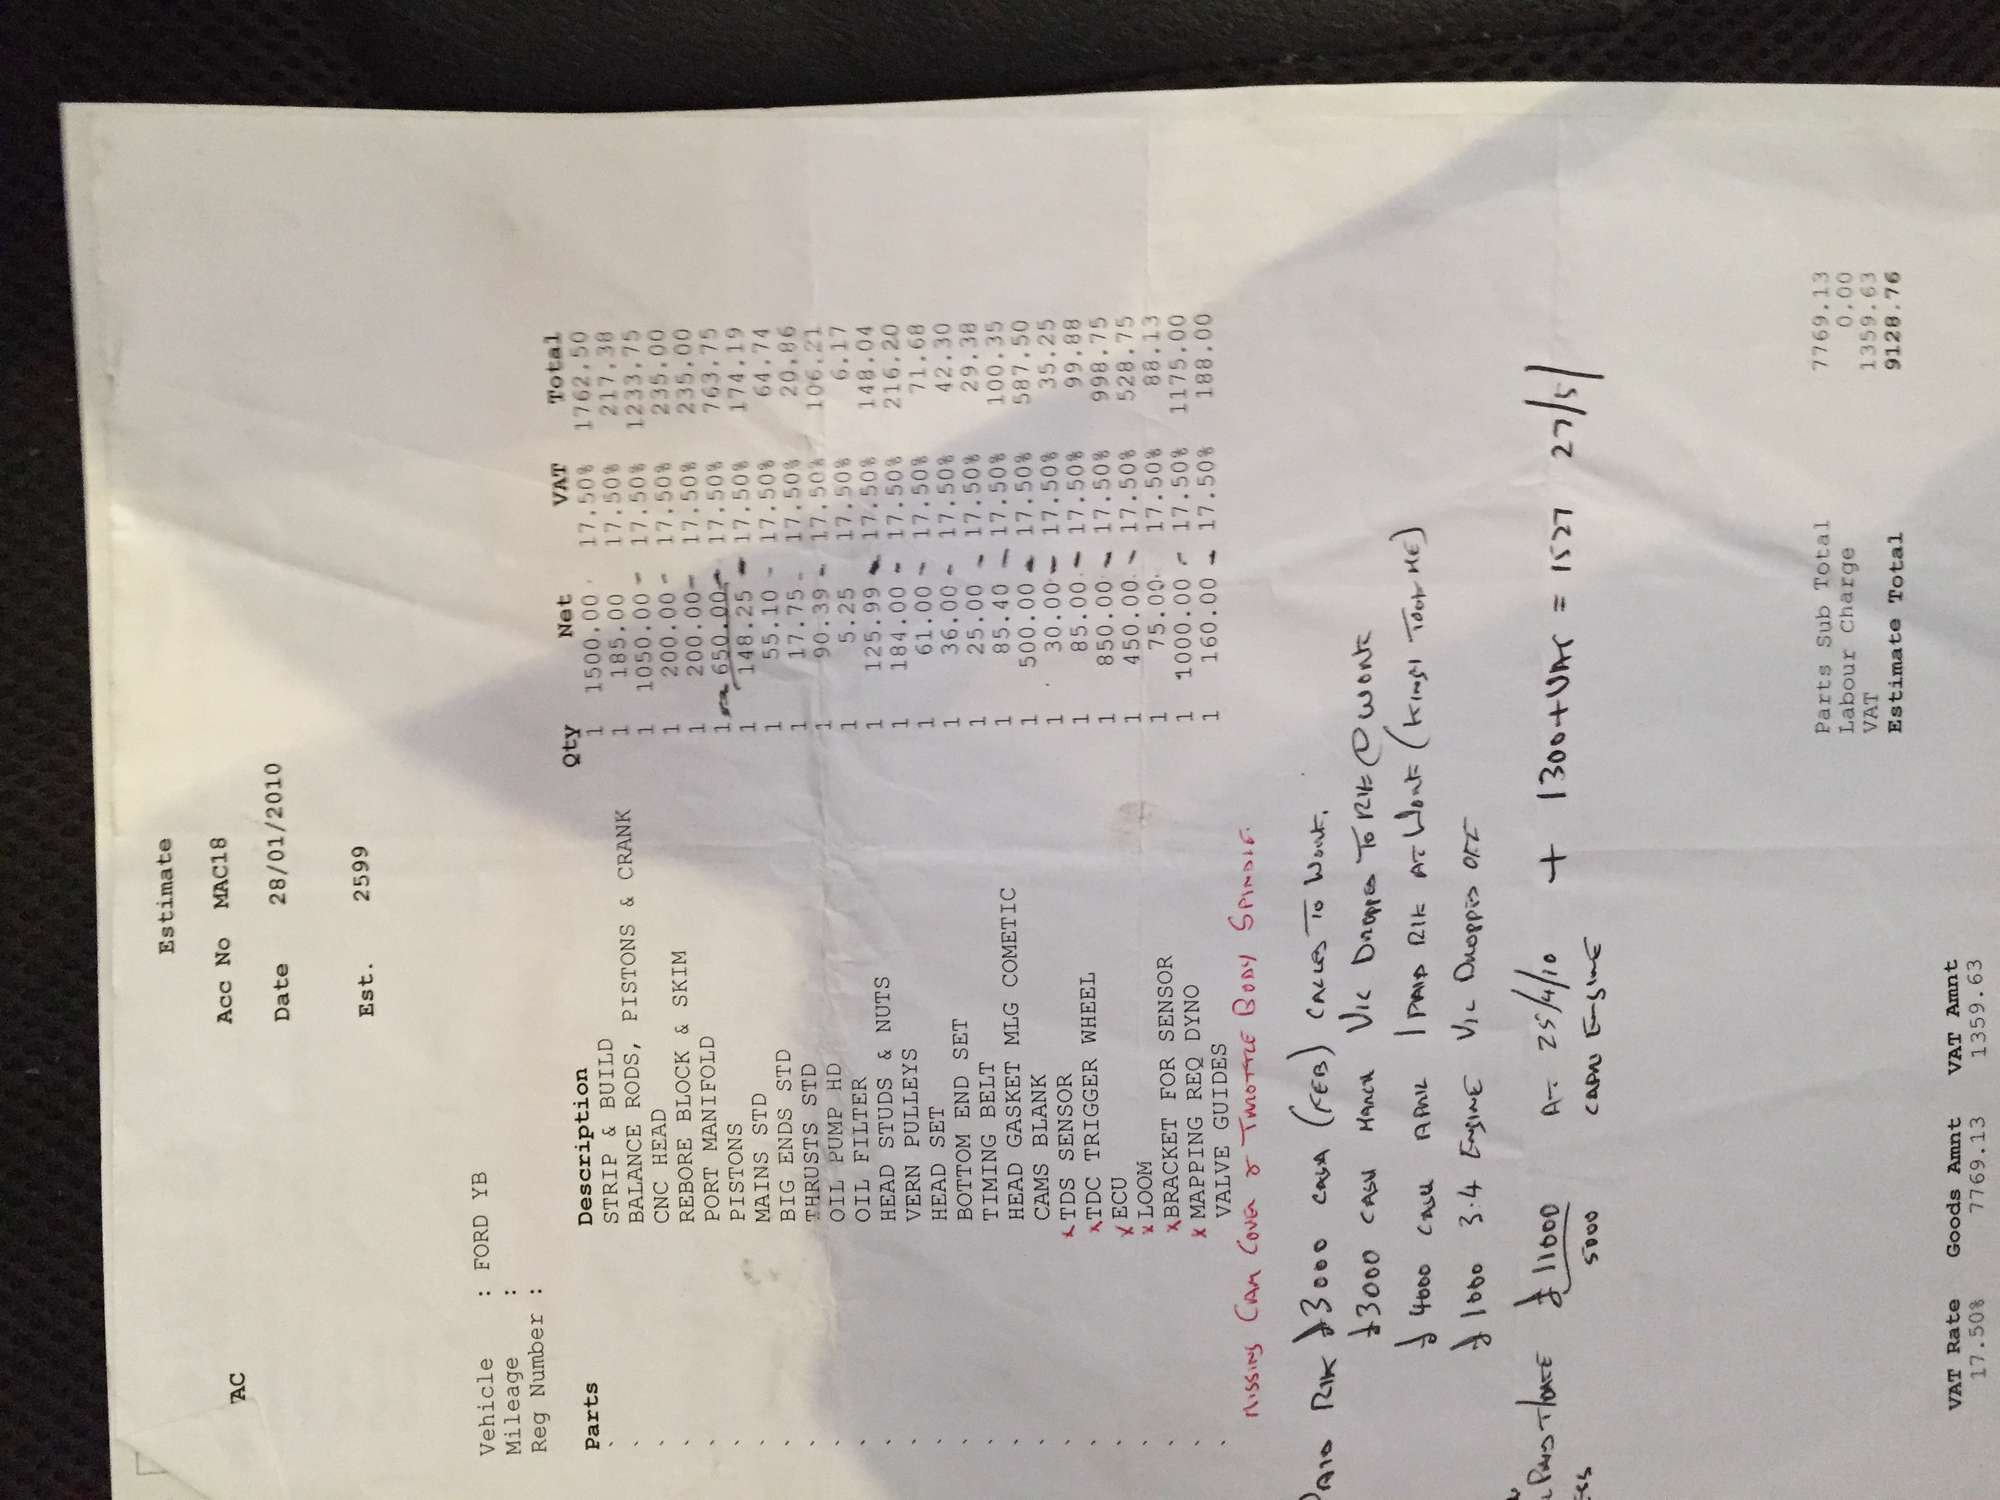 Estimate
AC Acc No MAC18
Date 28/01/2010
Est. 2599
Vehicle : FORD YB
Mileage :
Reg Number :
Parts Description Qty Net VAT Total
. STRIP & BUILD 1 1500.00 17.50% 1762.50
. BALANCE RODS, PISTONS & CRANK 1 185.00 17.50% 217.38
. CNC HEAD 1 1050.00 17.50% 1233.75
. REBORE BLOCK & SKIM 1 200.00 17.50% 235.00
. PORT MANIFOLD 1 200.00 17.50% 235.00
. PISTONS 1 650.00 17.50% 763.75
. MAINS STD 1 148.25 17.50% 174.19
. BIG ENDS STD 1 55.10 17.50% 64.74
. THRUSTS STD 1 17.75 17.50% 20.86
. OIL PUMP HD 1 90.39 17.50% 106.21
. OIL FILTER 1 5.25 17.50% 6.17
. HEAD STUDS & NUTS 1 125.99 17.50% 148.04
. VERN PULLEYS 1 184.00 17.50% 216.20
. HEAD SET 1 61.00 17.50% 71.68
. BOTTOM END SET 1 36.00 17.50% 42.30
. TIMING BELT 1 25.00 17.50% 29.38
. HEAD GASKET MLG COMETIC 1 85.40 17.50% 100.35
. CAMS BLANK 1 500.00 17.50% 587.50
. x TDS SENSOR 1 30.00 17.50% 35.25
. x TDC TRIGGER WHEEL 1 85.00 17.50% 99.88
. x ECU 1 850.00 17.50% 998.75
. x LOOM 1 450.00 17.50% 528.75
. x BRACKET FOR SENSOR 1 75.00 17.50% 88.13
. x MAPPING REQ DYNO 1 1000.00 17.50% 1175.00
. VALVE GUIDES 1 160.00 17.50% 188.00
MISSING CAM COVER & THROTTLE BODY SPINDLE
PAID RIK £3000 CASH (FEB) CALLED TO WORK.
£3000 CASH MARCH VIC DROPPED TO RIK @ WORK
£4000 CASH APRIL I PAID RIK AT WORK (KINGI TOOK ME)
£1000 3.4 ENGINE VIC DROPPED OFF
PAID T/DATE £11000 AT 25/4/10 + 1300+VAT = 1527 27/5/
5000 CAPRI ENGINE
Parts Sub Total 7769.13
Labour Charge 0.00
VAT 1359.63
Estimate Total 9128.76
VAT Rate Goods Amnt VAT Amnt
17.50% 7769.13 1359.63